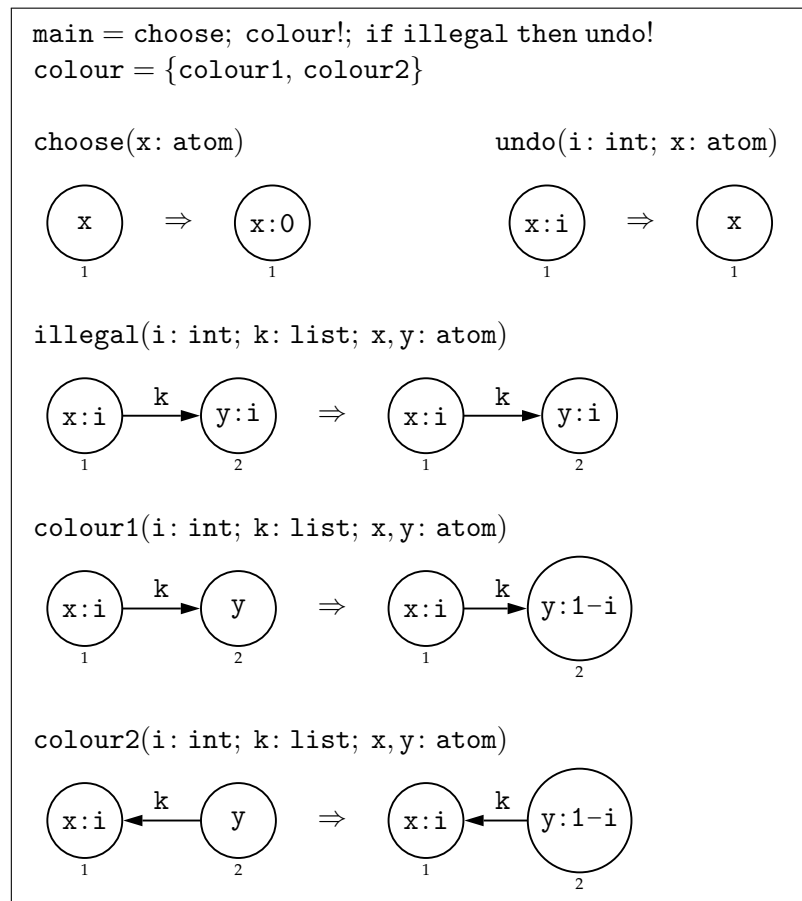 main = choose; colour!; if illegal then undo!
colour = {colour1, colour2}
choose(x: atom) undo(i: int; x: atom)
x ⇒ x:0 x:i ⇒ x
1 1 1 1
illegal(i: int; k: list; x, y: atom)
x:i k y:i ⇒ x:i k y:i
1 2 1 2
colour1(i: int; k: list; x, y: atom)
x:i k y ⇒ x:i k y:1−i
1 2 1 2
colour2(i: int; k: list; x, y: atom)
x:i k y ⇒ x:i k y:1−i
1 2 1 2